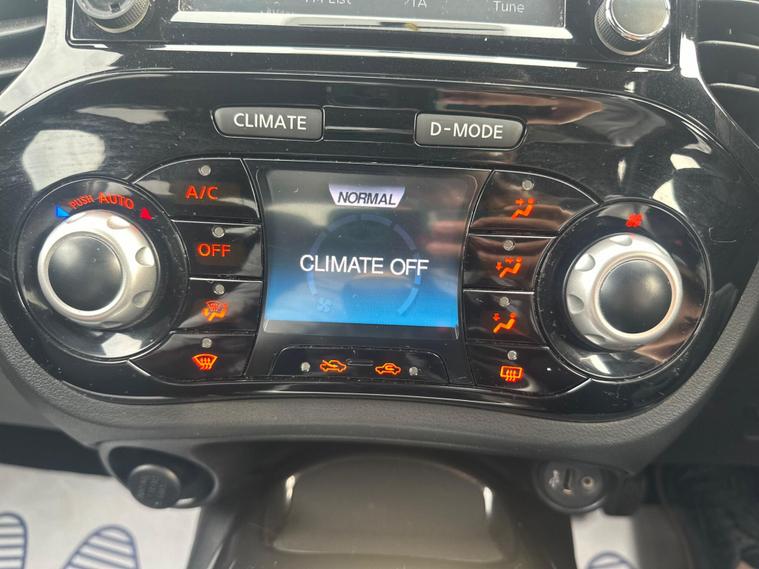 Tune
CLIMATE
D-MODE
A/C
PUSH AUTO
OFF
NORMAL
CLIMATE OFF